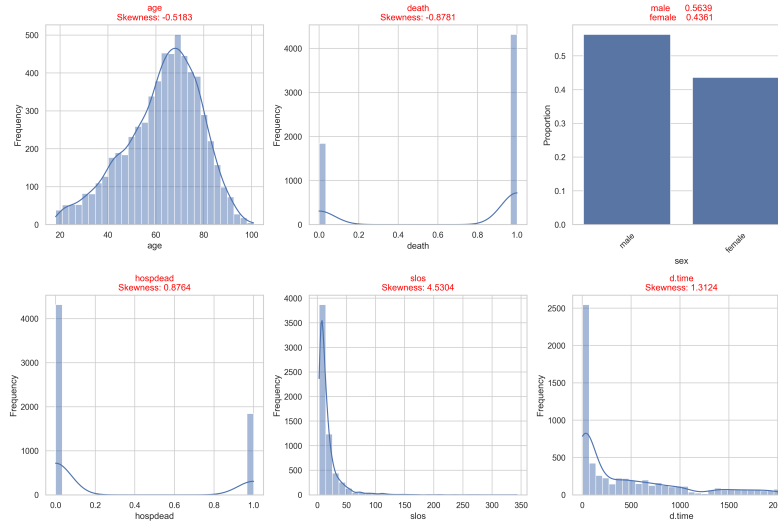 age
Skewness: -0.5183
500
400
300
200
100
0
Frequency
20 40 60 80 100
age
death
Skewness: -0.8781
4000
3000
2000
1000
0
Frequency
0.0 0.2 0.4 0.6 0.8 1.0
death
male 0.5639
female 0.4361
0.5
0.4
0.3
0.2
0.1
0.0
Proportion
male female
sex
hospdead
Skewness: 0.8764
4000
3000
2000
1000
0
Frequency
0.0 0.2 0.4 0.6 0.8 1.0
hospdead
slos
Skewness: 4.5304
4000
3500
3000
2500
2000
1500
1000
500
0
Frequency
0 50 100 150 200 250 300 350
slos
d.time
Skewness: 1.3124
2500
2000
1500
1000
500
0
Frequency
0 500 1000 1500
d.time